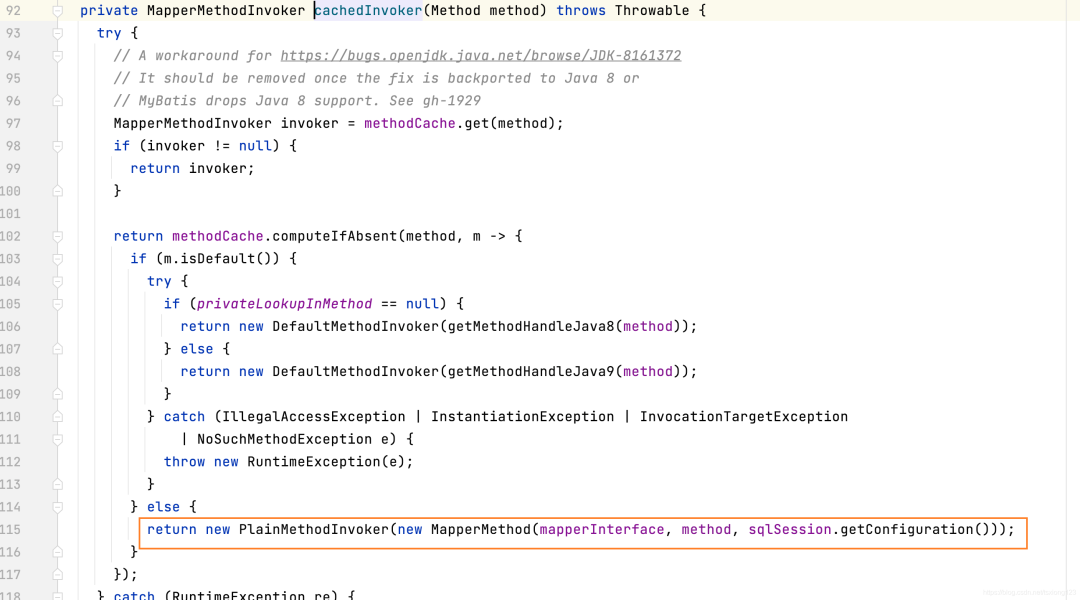 92 private MapperMethodInvoker cachedInvoker(Method method) throws Throwable {
93 try {
94 // A workaround for https://bugs.openjdk.java.net/browse/JDK-8161372
95 // It should be removed once the fix is backported to Java 8 or
96 // MyBatis drops Java 8 support. See gh-1929
97 MapperMethodInvoker invoker = methodCache.get(method);
98 if (invoker != null) {
99 return invoker;
100 }
101
102 return methodCache.computeIfAbsent(method, m -> {
103 if (m.isDefault()) {
104 try {
105 if (privateLookupInMethod == null) {
106 return new DefaultMethodInvoker(getMethodHandleJava8(method));
107 } else {
108 return new DefaultMethodInvoker(getMethodHandleJava9(method));
109 }
110 } catch (IllegalAccessException | InstantiationException | InvocationTargetException
111 | NoSuchMethodException e) {
112 throw new RuntimeException(e);
113 }
114 } else {
115 return new PlainMethodInvoker(new MapperMethod(mapperInterface, method, sqlSession.getConfiguration()));
116 }
117 });
118 } catch (RuntimeException re) {